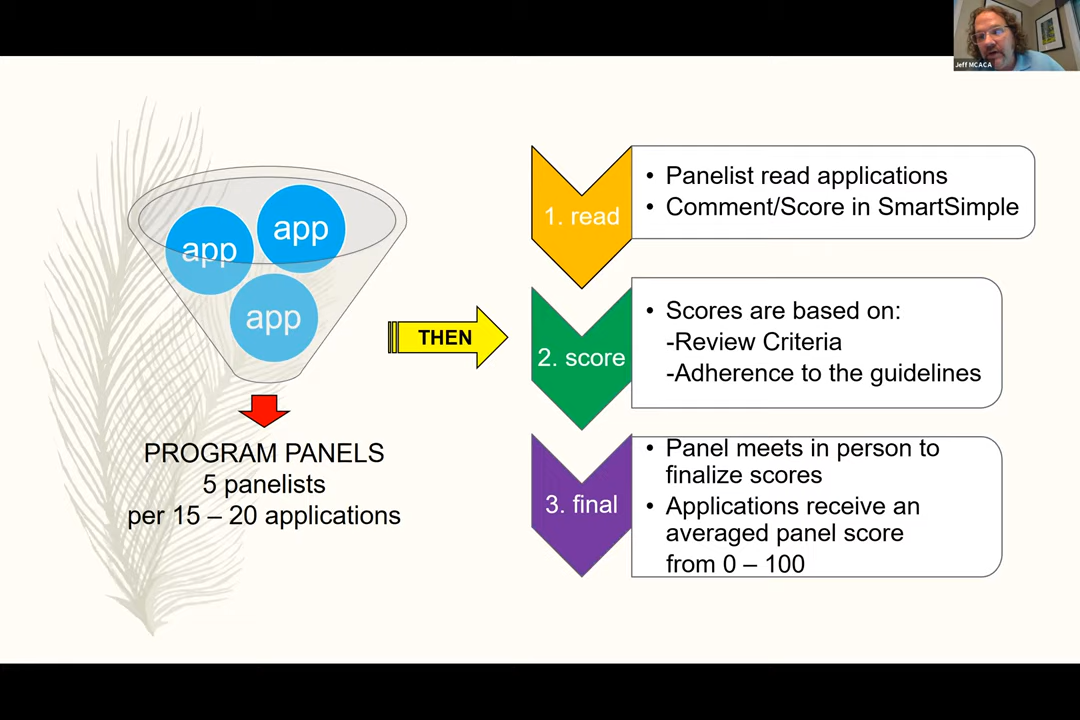 Jeff MCACA
app
app
app
THEN
PROGRAM PANELS
5 panelists
per 15 – 20 applications
1. read
• Panelist read applications
• Comment/Score in SmartSimple
2. score
• Scores are based on:
-Review Criteria
-Adherence to the guidelines
3. final
• Panel meets in person to
finalize scores
• Applications receive an
averaged panel score
from 0 – 100